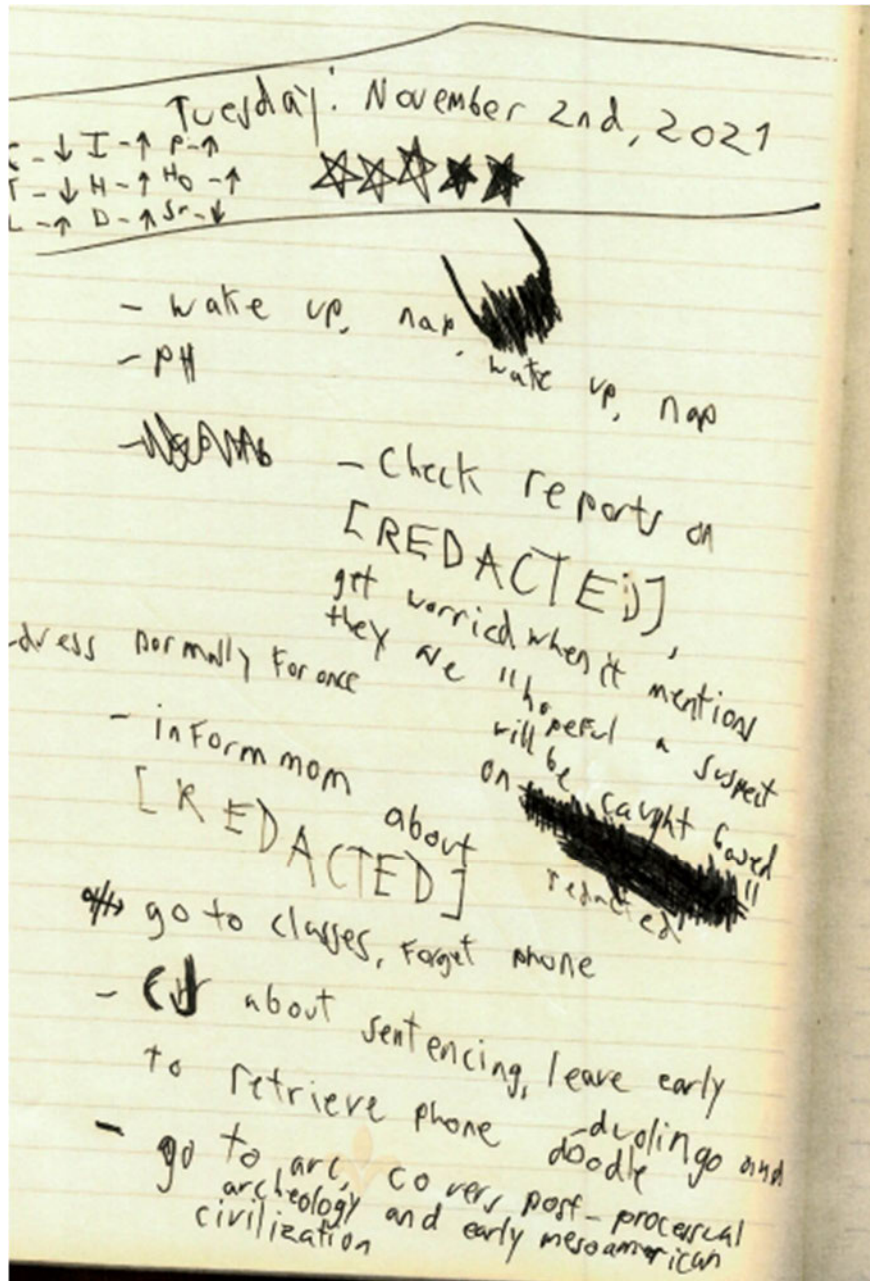 Tuesday: November 2nd, 2021
- ↓ I - ↑ P - ↑
- ↓ H - ↑ Ho - ↑
L - ↑ D - ↑ Sr - ↓
- wake up, nap, wake up, nap
- PH
- Check reports on
[REDACTED],
get worried when it mentions
they are "hopeful a suspect
will be caught based
on "
redacted
- dress normally for once
- inform mom about
[REDACTED]
go to classes, forget phone
- about sentencing, leave early
to retrieve phone
- duolingo and
doodle
- go to arc, covers post-processual
archeology and early mesoamerican
civilization